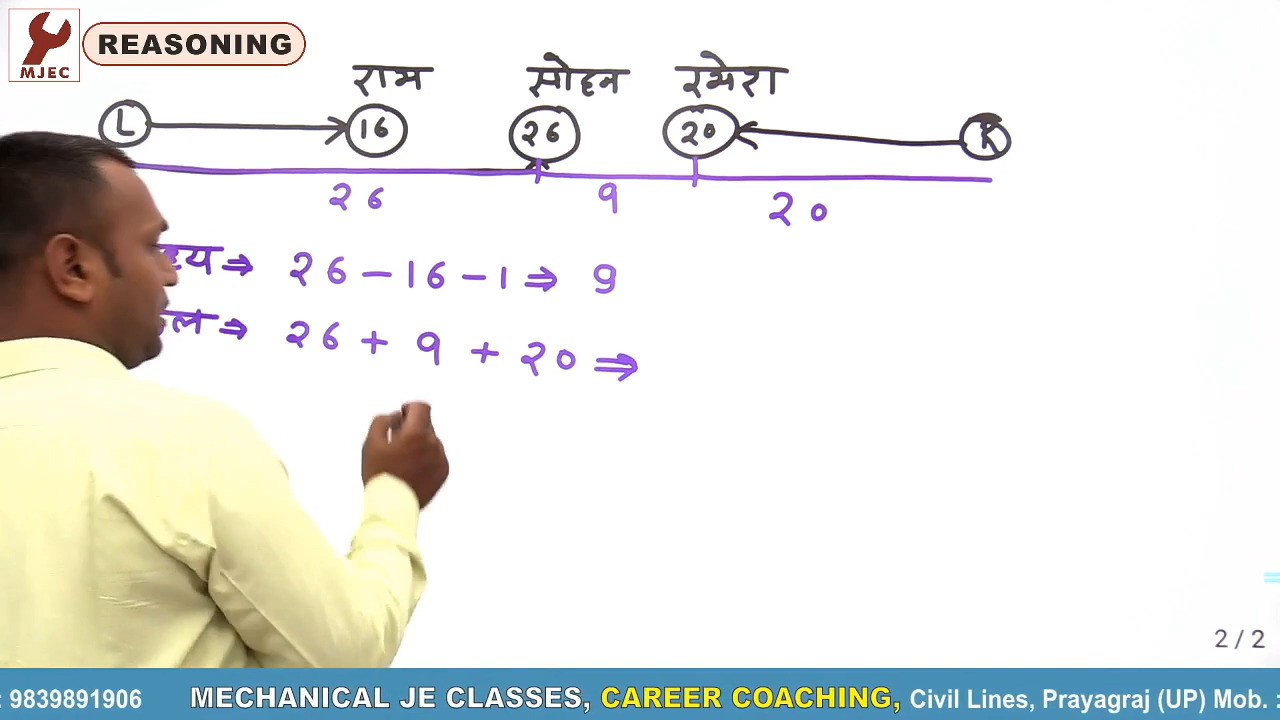 MJEC
REASONING
राम सोहन रमेश
L 16 26 20 R
26 9 20
⇒ 26 - 16 - 1 ⇒ 9
⇒ 26 + 9 + 20 ⇒
2 / 2
: 9839891906 MECHANICAL JE CLASSES, CAREER COACHING, Civil Lines, Prayagraj (UP) Mob. :